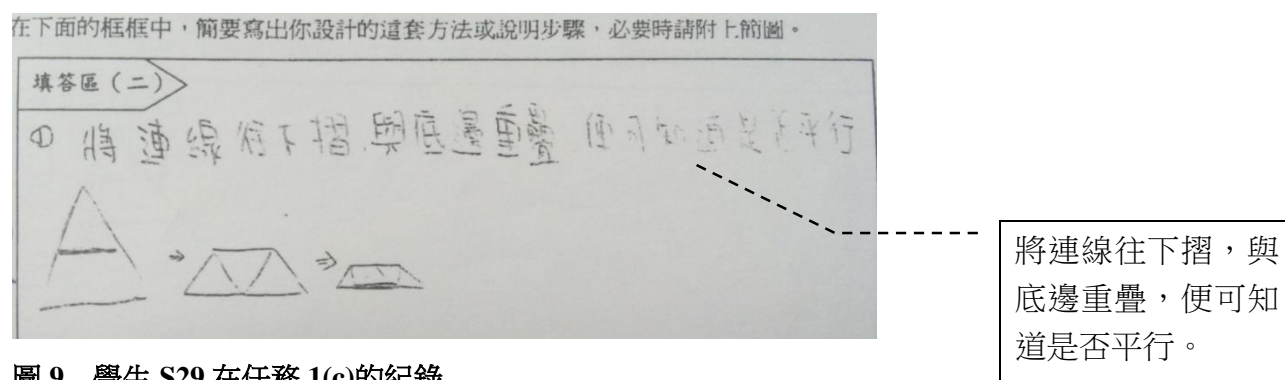 在下面的框框中，簡要寫出你設計的這套方法或說明步驟，必要時請附上簡圖。
填答區（二）
① 將連線往下摺,與底邊重疊 便可知道是否平行
將連線往下摺，與
底邊重疊，便可知
道是否平行。
圖 9 學生 S29 在任務 1(c)的紀錄